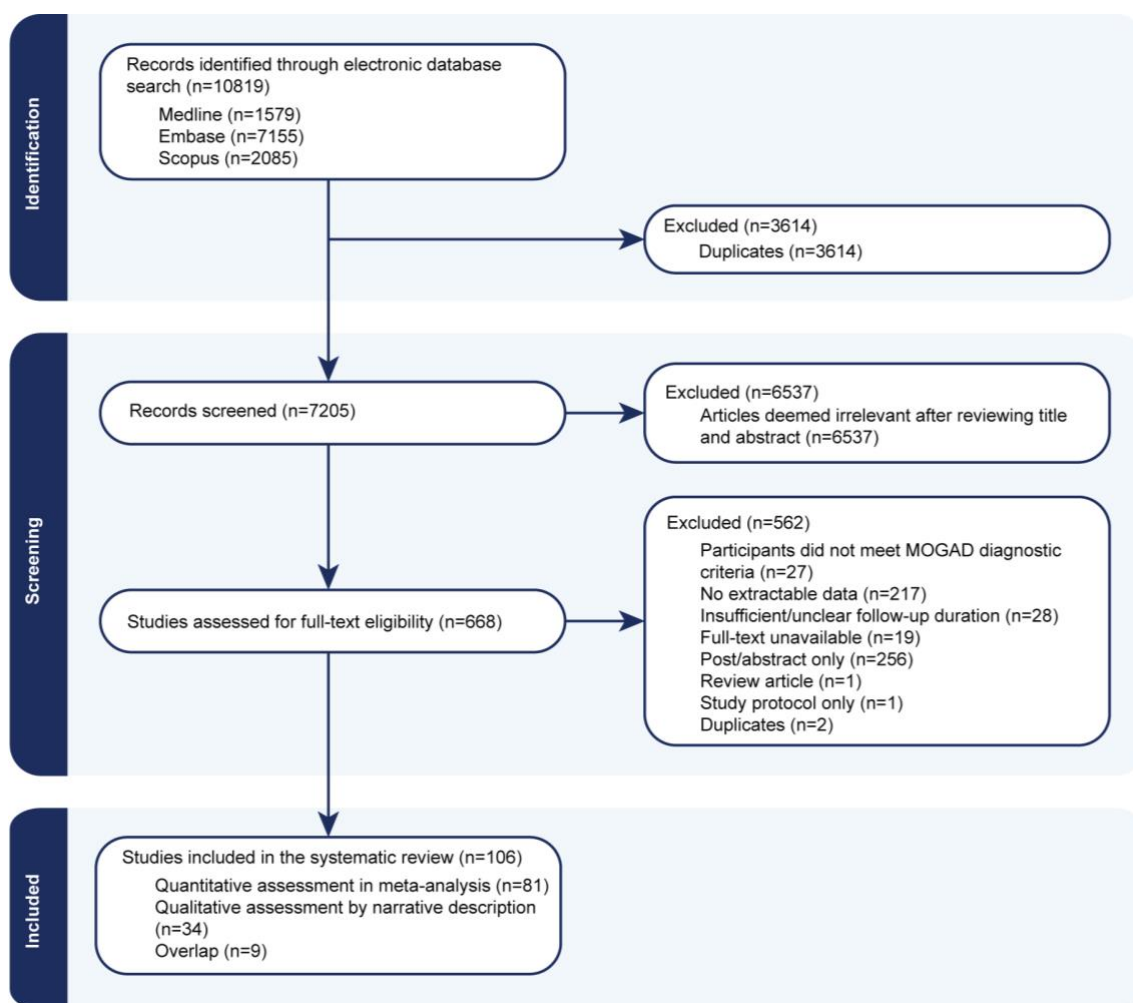 Identification
Records identified through electronic database
search (n=10819)
Medline (n=1579)
Embase (n=7155)
Scopus (n=2085)
Excluded (n=3614)
Duplicates (n=3614)
Screening
Records screened (n=7205)
Excluded (n=6537)
Articles deemed irrelevant after reviewing title
and abstract (n=6537)
Studies assessed for full-text eligibility (n=668)
Excluded (n=562)
Participants did not meet MOGAD diagnostic
criteria (n=27)
No extractable data (n=217)
Insufficient/unclear follow-up duration (n=28)
Full-text unavailable (n=19)
Post/abstract only (n=256)
Review article (n=1)
Study protocol only (n=1)
Duplicates (n=2)
Included
Studies included in the systematic review (n=106)
Quantitative assessment in meta-analysis (n=81)
Qualitative assessment by narrative description
(n=34)
Overlap (n=9)